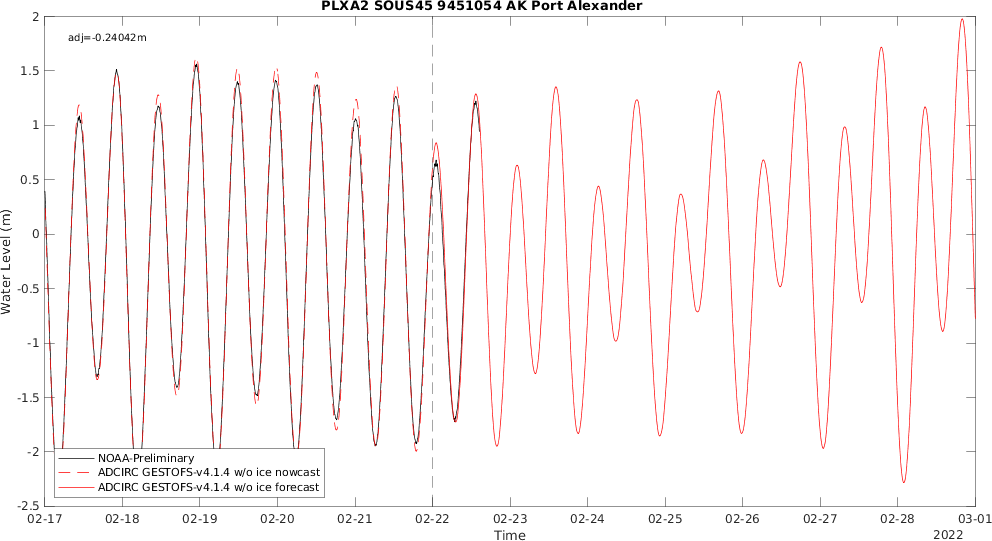 PLXA2 SOUS45 9451054 AK Port Alexander
adj=-0.24042m
Water Level (m)
2
1.5
1
0.5
0
-0.5
-1
-1.5
-2
-2.5
NOAA-Preliminary
ADCIRC GESTOFS-v4.1.4 w/o ice nowcast
ADCIRC GESTOFS-v4.1.4 w/o ice forecast
02-17 02-18 02-19 02-20 02-21 02-22 02-23 02-24 02-25 02-26 02-27 02-28 03-01
Time
2022